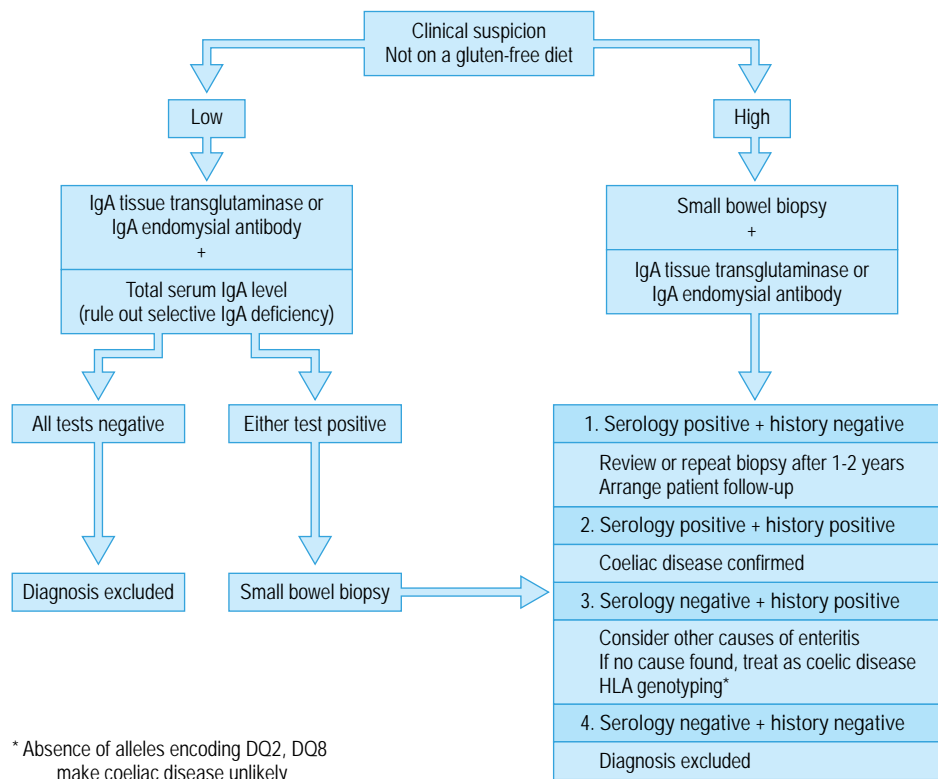 Clinical suspicion
Not on a gluten-free diet
Low
High
IgA tissue transglutaminase or
IgA endomysial antibody
+
Total serum IgA level
(rule out selective IgA deficiency)
Small bowel biopsy
+
IgA tissue transglutaminase or
IgA endomysial antibody
All tests negative
Either test positive
Diagnosis excluded
Small bowel biopsy
1. Serology positive + history negative
Review or repeat biopsy after 1-2 years
Arrange patient follow-up
2. Serology positive + history positive
Coeliac disease confirmed
3. Serology negative + history positive
Consider other causes of enteritis
If no cause found, treat as coelic disease
HLA genotyping*
4. Serology negative + history negative
Diagnosis excluded
* Absence of alleles encoding DQ2, DQ8
make coeliac disease unlikely